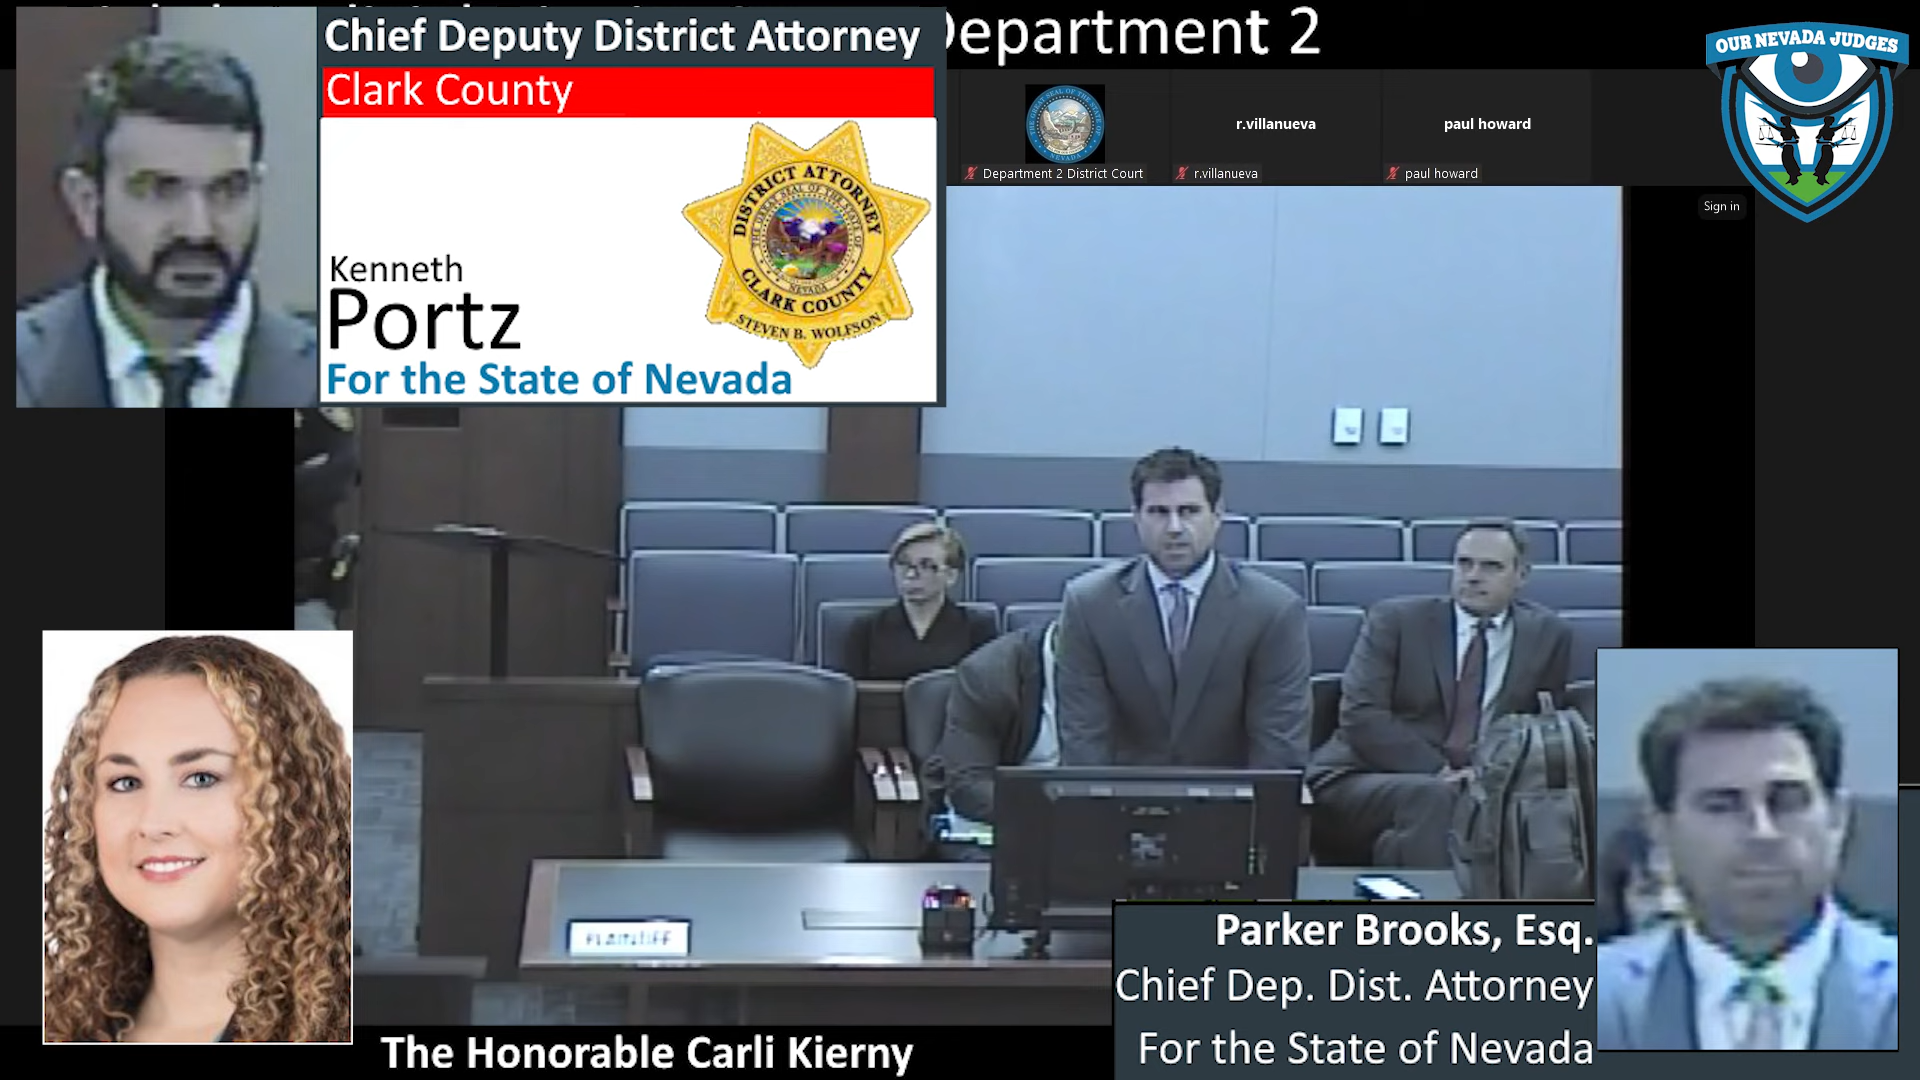 Department 2
Chief Deputy District Attorney
Clark County
Kenneth
Portz
For the State of Nevada
DISTRICT ATTORNEY
CLARK COUNTY
STEVEN B. WOLFSON
NEVADA
r.villanueva
paul howard
Department 2 District Court
r.villanueva
paul howard
OUR NEVADA JUDGES
Sign in
PLAINTIFF
Parker Brooks, Esq.
Chief Dep. Dist. Attorney
For the State of Nevada
The Honorable Carli Kierny